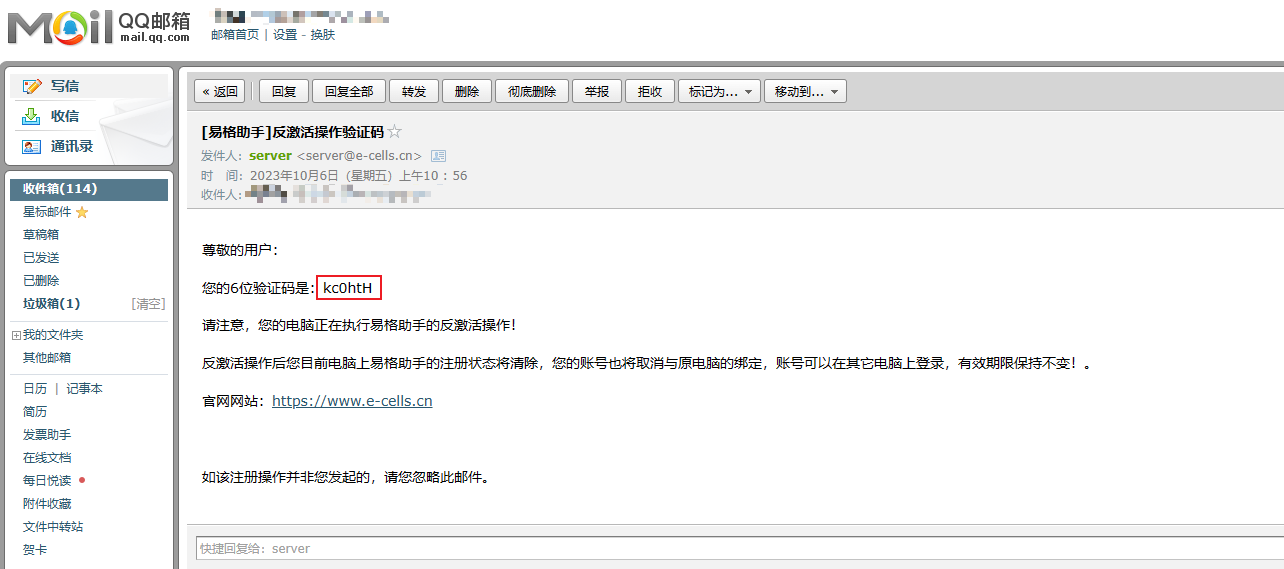 Mail QQ邮箱
mail.qq.com
邮箱首页 | 设置 - 换肤
写信
收信
通讯录
收件箱(114)
星标邮件
草稿箱
已发送
已删除
垃圾箱(1) [清空]
我的文件夹
其他邮箱
日历 | 记事本
简历
发票助手
在线文档
每日悦读
附件收藏
文件中转站
贺卡
« 返回 回复 回复全部 转发 删除 彻底删除 举报 拒收 标记为... 移动到...
[易格助手]反激活操作验证码☆
发件人：server <server@e-cells.cn>
时 间：2023年10月6日（星期五）上午10：56
收件人：
尊敬的用户：
您的6位验证码是：kc0htH
请注意，您的电脑正在执行易格助手的反激活操作！
反激活操作后您目前电脑上易格助手的注册状态将清除，您的账号也将取消与原电脑的绑定，账号可以在其它电脑上登录，有效期限保持不变！。
官网网站：https://www.e-cells.cn
如该注册操作并非您发起的，请您忽略此邮件。
快捷回复给：server